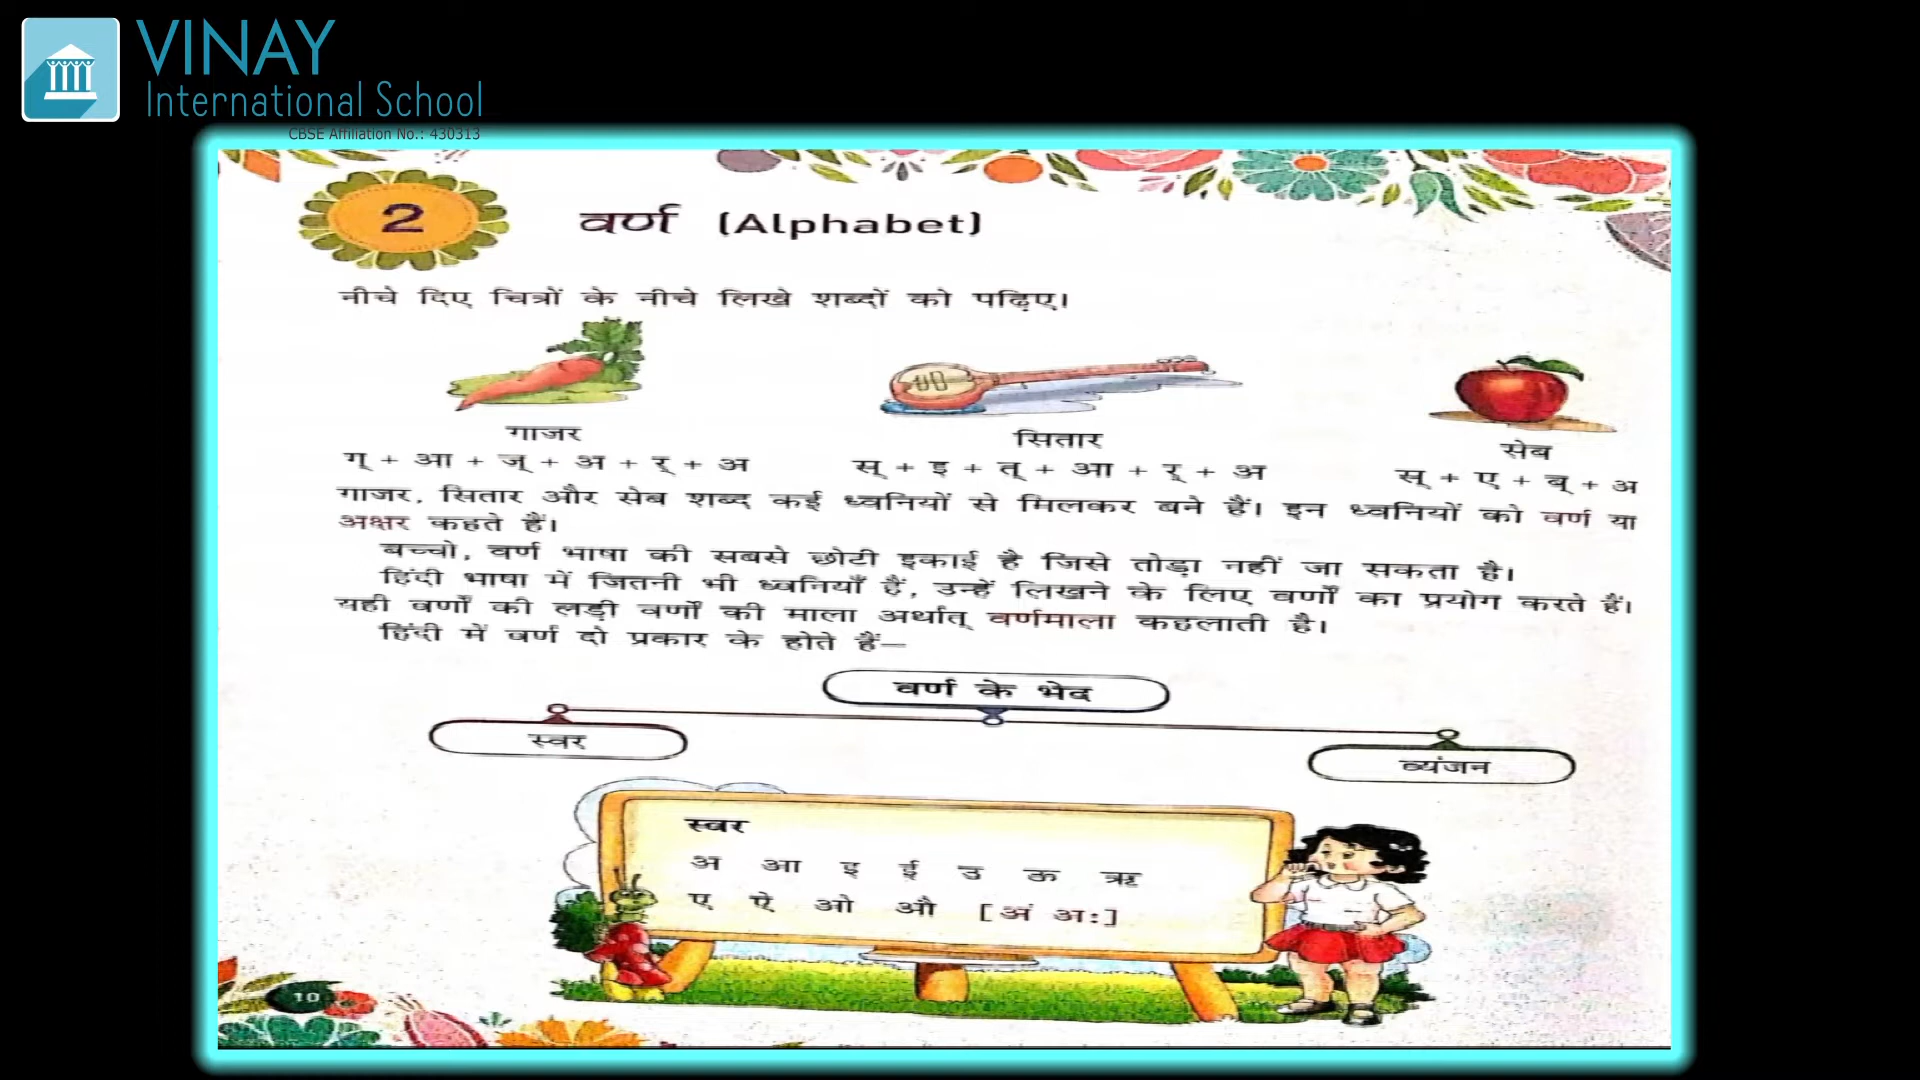 VINAY
International School
CBSE Affiliation No.: 430313
2
वर्ण (Alphabet)
नीचे दिए चित्रों के नीचे लिखे शब्दों को पढ़िए।
गाजर
सितार
सेब
ग् + आ + ज् + अ + र् + अ
स् + इ + त् + आ + र् + अ
स् + ए + ब् + अ
गाजर, सितार और सेब शब्द कई ध्वनियों से मिलकर बने हैं। इन ध्वनियों को वर्ण या
अक्षर कहते हैं।
बच्चो, वर्ण भाषा की सबसे छोटी इकाई है जिसे तोड़ा नहीं जा सकता है।
हिंदी भाषा में जितनी भी ध्वनियाँ हैं, उन्हें लिखने के लिए वर्णों का प्रयोग करते हैं।
यही वर्णों की लड़ी वर्णों की माला अर्थात् वर्णमाला कहलाती है।
हिंदी में वर्ण दो प्रकार के होते हैं—
वर्ण के भेद
स्वर
व्यंजन
स्वर
अ आ इ ई उ ऊ ऋ
ए ऐ ओ औ [अं अः]
10